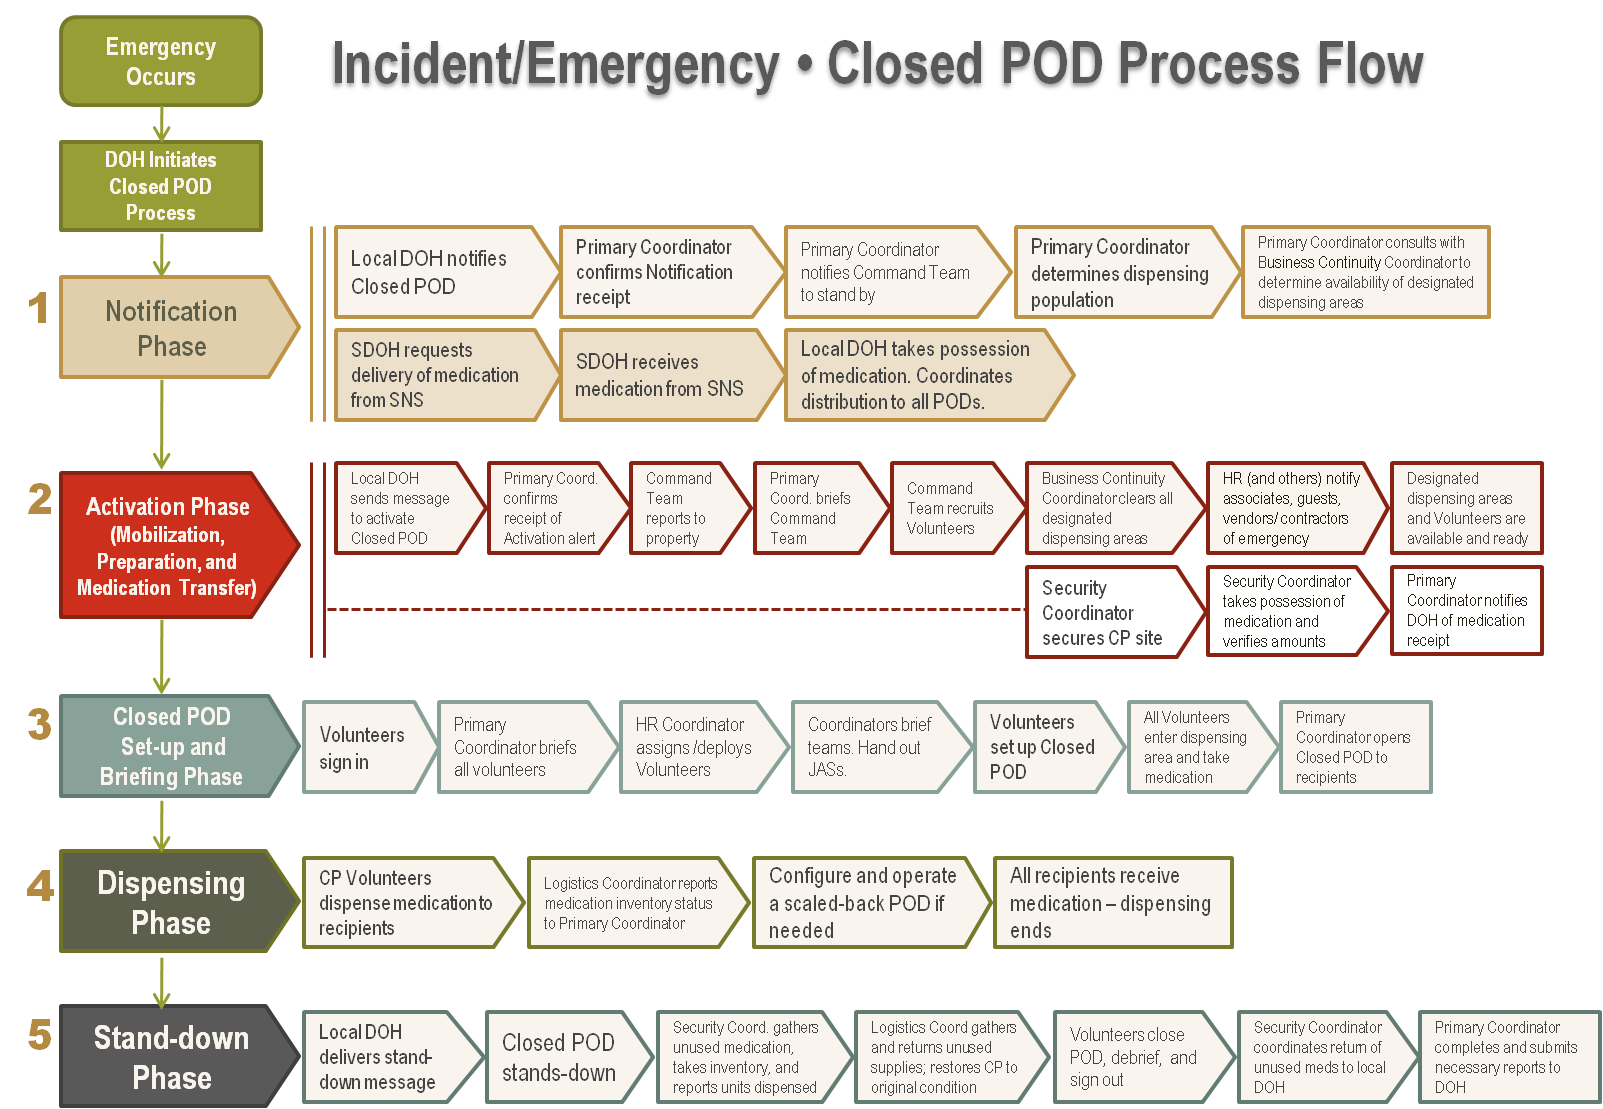 Emergency
Occurs
Incident/Emergency • Closed POD Process Flow
DOH Initiates
Closed POD
Process
1
Notification
Phase
Local DOH notifies
Closed POD
Primary Coordinator
confirms Notification
receipt
Primary Coordinator
notifies Command Team
to stand by
Primary Coordinator
determines dispensing
population
Primary Coordinator consults with
Business Continuity Coordinator to
determine availability of designated
dispensing areas
SDOH requests
delivery of medication
from SNS
SDOH receives
medication from SNS
Local DOH takes possession
of medication. Coordinates
distribution to all PODs.
2
Activation Phase
(Mobilization,
Preparation, and
Medication Transfer)
Local DOH
sends message
to activate
Closed POD
Primary Coord.
confirms
receipt of
Activation alert
Command
Team
reports to
property
Primary
Coord. briefs
Command
Team
Command
Team recruits
Volunteers
Business Continuity
Coordinator clears all
designated
dispensing areas
HR (and others) notify
associates, guests,
vendors/ contractors
of emergency
Designated
dispensing areas
and Volunteers are
available and ready
Security
Coordinator
secures CP site
Security Coordinator
takes possession of
medication and
verifies amounts
Primary
Coordinator notifies
DOH of medication
receipt
3
Closed POD
Set-up and
Briefing Phase
Volunteers
sign in
Primary
Coordinator briefs
all volunteers
HR Coordinator
assigns /deploys
Volunteers
Coordinators brief
teams. Hand out
JASs.
Volunteers
set up Closed
POD
All Volunteers
enter dispensing
area and take
medication
Primary
Coordinator opens
Closed POD to
recipients
4
Dispensing
Phase
CP Volunteers
dispense medication to
recipients
Logistics Coordinator reports
medication inventory status
to Primary Coordinator
Configure and operate
a scaled-back POD if
needed
All recipients receive
medication – dispensing
ends
5
Stand-down
Phase
Local DOH
delivers stand-
down message
Closed POD
stands-down
Security Coord. gathers
unused medication,
takes inventory, and
reports units dispensed
Logistics Coord gathers
and returns unused
supplies; restores CP to
original condition
Volunteers close
POD, debrief, and
sign out
Security Coordinator
coordinates return of
unused meds to local
DOH
Primary Coordinator
completes and submits
necessary reports to
DOH